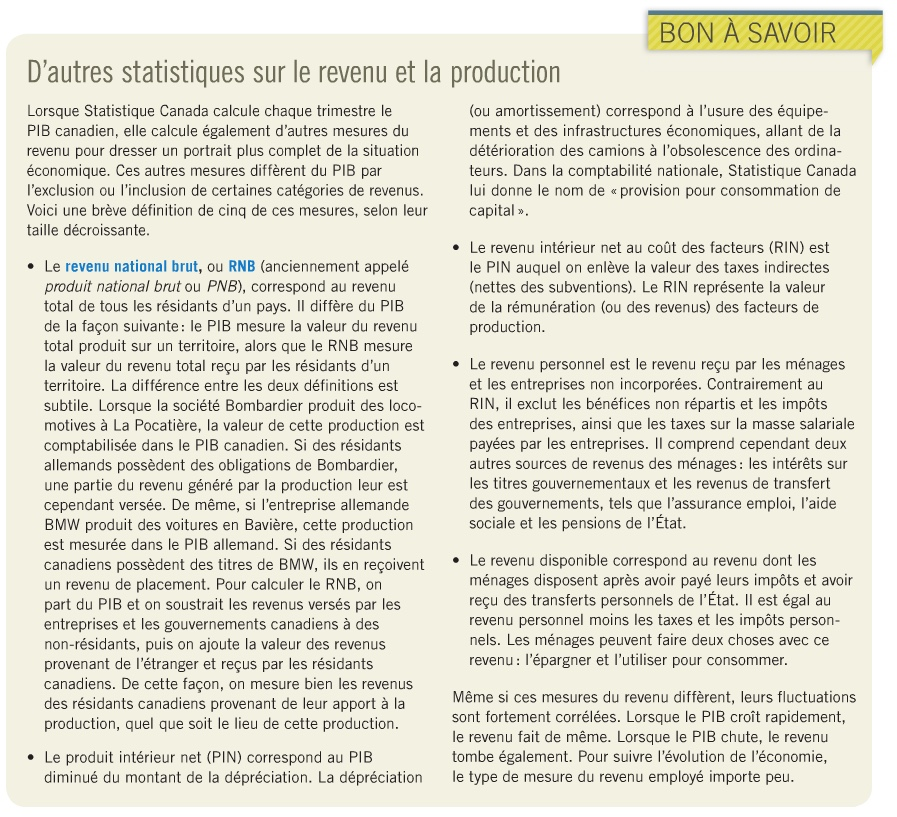 BON À SAVOIR
D’autres statistiques sur le revenu et la production
Lorsque Statistique Canada calcule chaque trimestre le
PIB canadien, elle calcule également d’autres mesures du
revenu pour dresser un portrait plus complet de la situation
économique. Ces autres mesures diffèrent du PIB par
l’exclusion ou l’inclusion de certaines catégories de revenus.
Voici une brève définition de cinq de ces mesures, selon leur
taille décroissante.
• Le revenu national brut, ou RNB (anciennement appelé
produit national brut ou PNB), correspond au revenu
total de tous les résidants d’un pays. Il diffère du PIB
de la façon suivante : le PIB mesure la valeur du revenu
total produit sur un territoire, alors que le RNB mesure
la valeur du revenu total reçu par les résidants d’un
territoire. La différence entre les deux définitions est
subtile. Lorsque la société Bombardier produit des loco-
motives à La Pocatière, la valeur de cette production est
comptabilisée dans le PIB canadien. Si des résidants
allemands possèdent des obligations de Bombardier,
une partie du revenu généré par la production leur est
cependant versée. De même, si l’entreprise allemande
BMW produit des voitures en Bavière, cette production
est mesurée dans le PIB allemand. Si des résidants
canadiens possèdent des titres de BMW, ils en reçoivent
un revenu de placement. Pour calculer le RNB, on
part du PIB et on soustrait les revenus versés par les
entreprises et les gouvernements canadiens à des
non-résidants, puis on ajoute la valeur des revenus
provenant de l’étranger et reçus par les résidants
canadiens. De cette façon, on mesure bien les revenus
des résidants canadiens provenant de leur apport à la
production, quel que soit le lieu de cette production.
• Le produit intérieur net (PIN) correspond au PIB
diminué du montant de la dépréciation. La dépréciation
(ou amortissement) correspond à l’usure des équipe-
ments et des infrastructures économiques, allant de la
détérioration des camions à l’obsolescence des ordina-
teurs. Dans la comptabilité nationale, Statistique Canada
lui donne le nom de « provision pour consommation de
capital ».
• Le revenu intérieur net au coût des facteurs (RIN) est
le PIN auquel on enlève la valeur des taxes indirectes
(nettes des subventions). Le RIN représente la valeur
de la rémunération (ou des revenus) des facteurs de
production.
• Le revenu personnel est le revenu reçu par les ménages
et les entreprises non incorporées. Contrairement au
RIN, il exclut les bénéfices non répartis et les impôts
des entreprises, ainsi que les taxes sur la masse salariale
payées par les entreprises. Il comprend cependant deux
autres sources de revenus des ménages : les intérêts sur
les titres gouvernementaux et les revenus de transfert
des gouvernements, tels que l’assurance emploi, l’aide
sociale et les pensions de l’État.
• Le revenu disponible correspond au revenu dont les
ménages disposent après avoir payé leurs impôts et avoir
reçu des transferts personnels de l’État. Il est égal au
revenu personnel moins les taxes et les impôts person-
nels. Les ménages peuvent faire deux choses avec ce
revenu : l’épargner et l’utiliser pour consommer.
Même si ces mesures du revenu diffèrent, leurs fluctuations
sont fortement corrélées. Lorsque le PIB croît rapidement,
le revenu fait de même. Lorsque le PIB chute, le revenu
tombe également. Pour suivre l’évolution de l’économie,
le type de mesure du revenu employé importe peu.